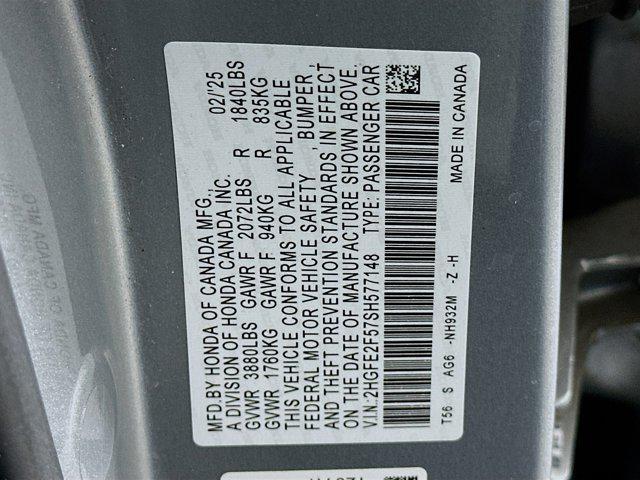 MFD.BY HONDA OF CANADA MFG., 02/25
A DIVISION OF HONDA CANADA INC.
GVWR 3880LBS GAWR F 2072LBS R 1840LBS
GVWR 1760KG GAWR F 940KG R 835KG
THIS VEHICLE CONFORMS TO ALL APPLICABLE
FEDERAL MOTOR VEHICLE SAFETY , BUMPER ,
AND THEFT PREVENTION STANDARDS IN EFFECT
ON THE DATE OF MANUFACTURE SHOWN ABOVE.
V.I.N.:2HGFE2F57SH577148 TYPE: PASSENGER CAR
T56 S AG6 -NH932M -Z -H
MADE IN CANADA